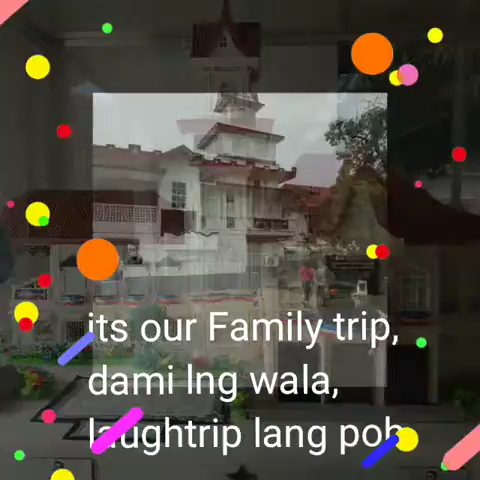 its our Family trip,
dami lng wala,
laughtrip lang poh